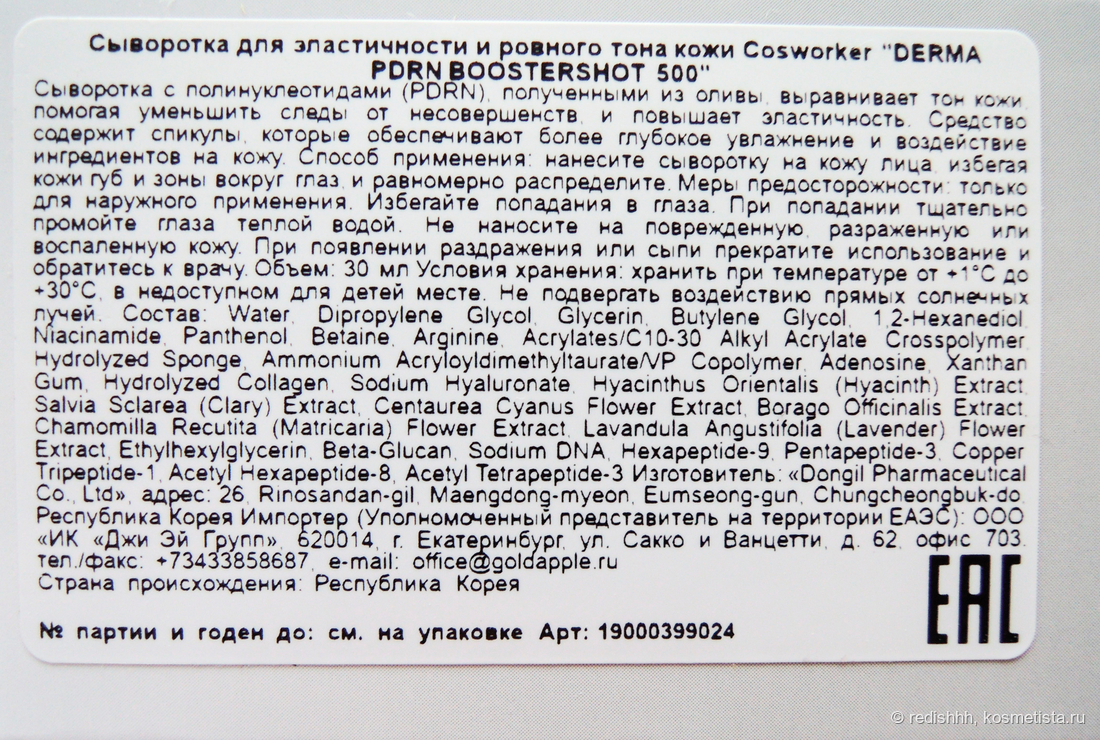 Сыворотка для эластичности и ровного тона кожи Cosworker "DERMA
PDRN BOOSTERSHOT 500"
Сыворотка с полинуклеотидами (PDRN), полученными из оливы, выравнивает тон кожи,
помогая уменьшить следы от несовершенств, и повышает эластичность. Средство
содержит спикулы, которые обеспечивают более глубокое увлажнение и воздействие
ингредиентов на кожу. Способ применения: нанесите сыворотку на кожу лица, избегая
кожи губ и зоны вокруг глаз, и равномерно распределите. Меры предосторожности: только
для наружного применения. Избегайте попадания в глаза. При попадании тщательно
промойте глаза теплой водой. Не наносите на поврежденную, разраженную или
воспаленную кожу. При появлении раздражения или сыпи прекратите использование и
обратитесь к врачу. Объем: 30 мл Условия хранения: хранить при температуре от +1°C до
+30°C, в недоступном для детей месте. Не подвергать воздействию прямых солнечных
лучей. Состав: Water, Dipropylene Glycol, Glycerin, Butylene Glycol, 1,2-Hexanediol,
Niacinamide, Panthenol, Betaine, Arginine, Acrylates/C10-30 Alkyl Acrylate Crosspolymer,
Hydrolyzed Sponge, Ammonium Acryloyldimethyltaurate/VP Copolymer, Adenosine, Xanthan
Gum, Hydrolyzed Collagen, Sodium Hyaluronate, Hyacinthus Orientalis (Hyacinth) Extract,
Salvia Sclarea (Clary) Extract, Centaurea Cyanus Flower Extract, Borago Officinalis Extract,
Chamomilla Recutita (Matricaria) Flower Extract, Lavandula Angustifolia (Lavender) Flower
Extract, Ethylhexylglycerin, Beta-Glucan, Sodium DNA, Hexapeptide-9, Pentapeptide-3, Copper
Tripeptide-1, Acetyl Hexapeptide-8, Acetyl Tetrapeptide-3 Изготовитель: «Dongil Pharmaceutical
Co., Ltd», адрес: 26, Rinosandan-gil, Maengdong-myeon, Eumseong-gun, Chungcheongbuk-do,
Республика Корея Импортер (Уполномоченный представитель на территории ЕАЭС): ООО
«ИК «Джи Эй Групп», 620014, г. Екатеринбург, ул. Сакко и Ванцетти, д. 62, офис 703.
тел./факс: +73433858687, e-mail: office@goldapple.ru
Страна происхождения: Республика Корея
EAC
№ партии и годен до: см. на упаковке Арт: 19000399024
© redishhh, kosmetista.ru